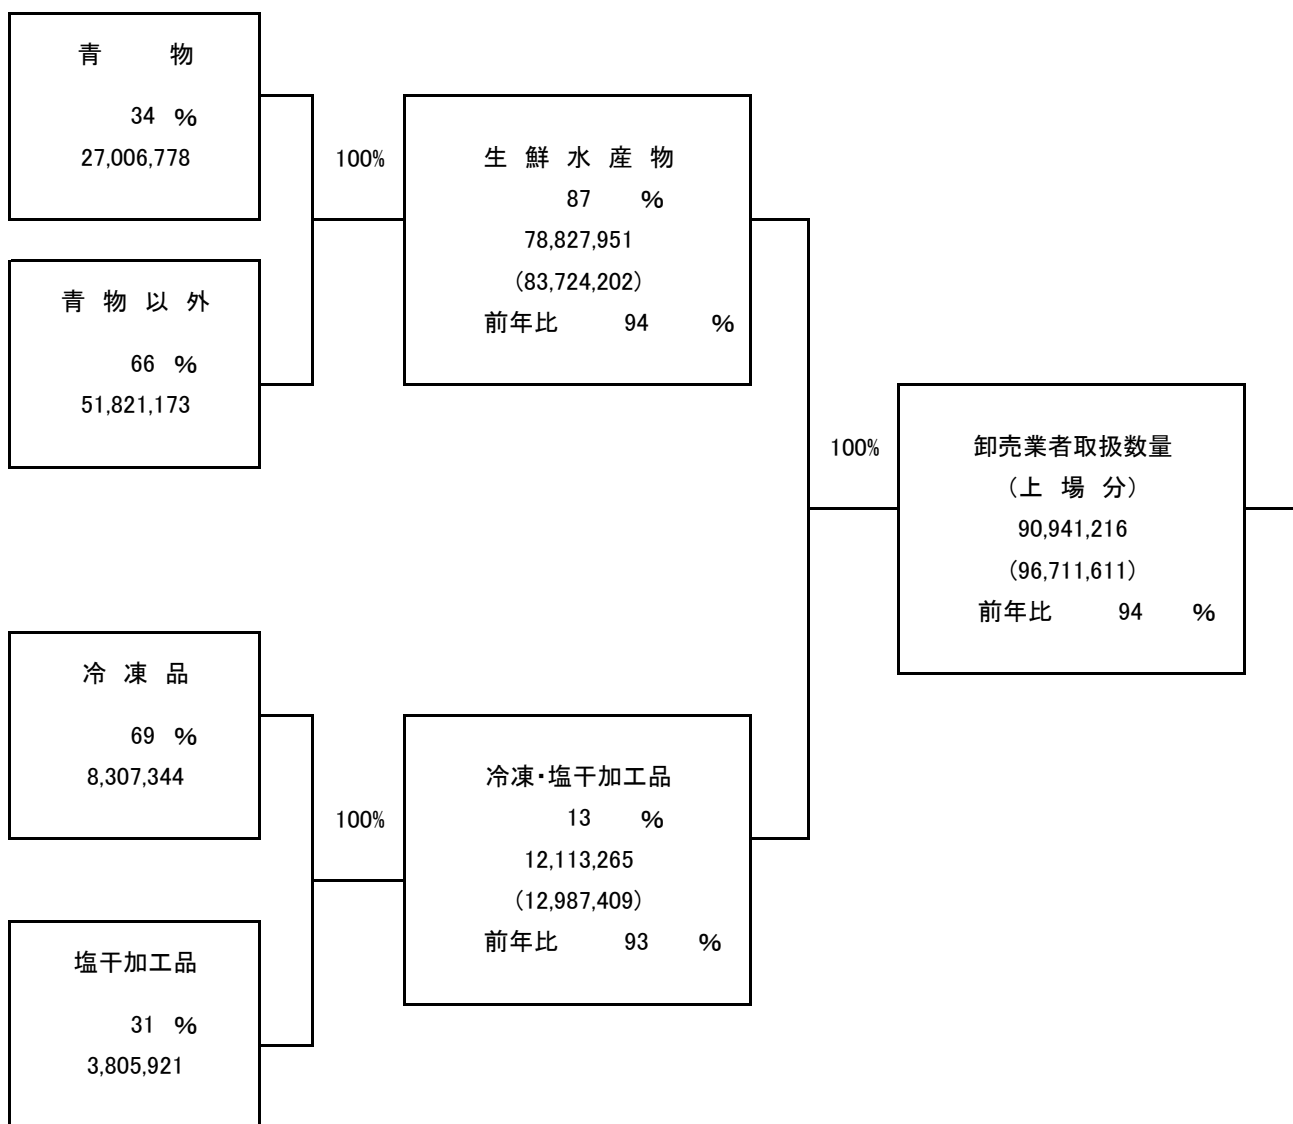 青 物
34 %
27,006,778
青 物 以 外
66 %
51,821,173
100%
生 鮮 水 産 物
87 %
78,827,951
(83,724,202)
前年比 94 %
冷 凍 品
69 %
8,307,344
塩干加工品
31 %
3,805,921
100%
冷凍・塩干加工品
13 %
12,113,265
(12,987,409)
前年比 93 %
100%
卸売業者取扱数量
(上 場 分)
90,941,216
(96,711,611)
前年比 94 %